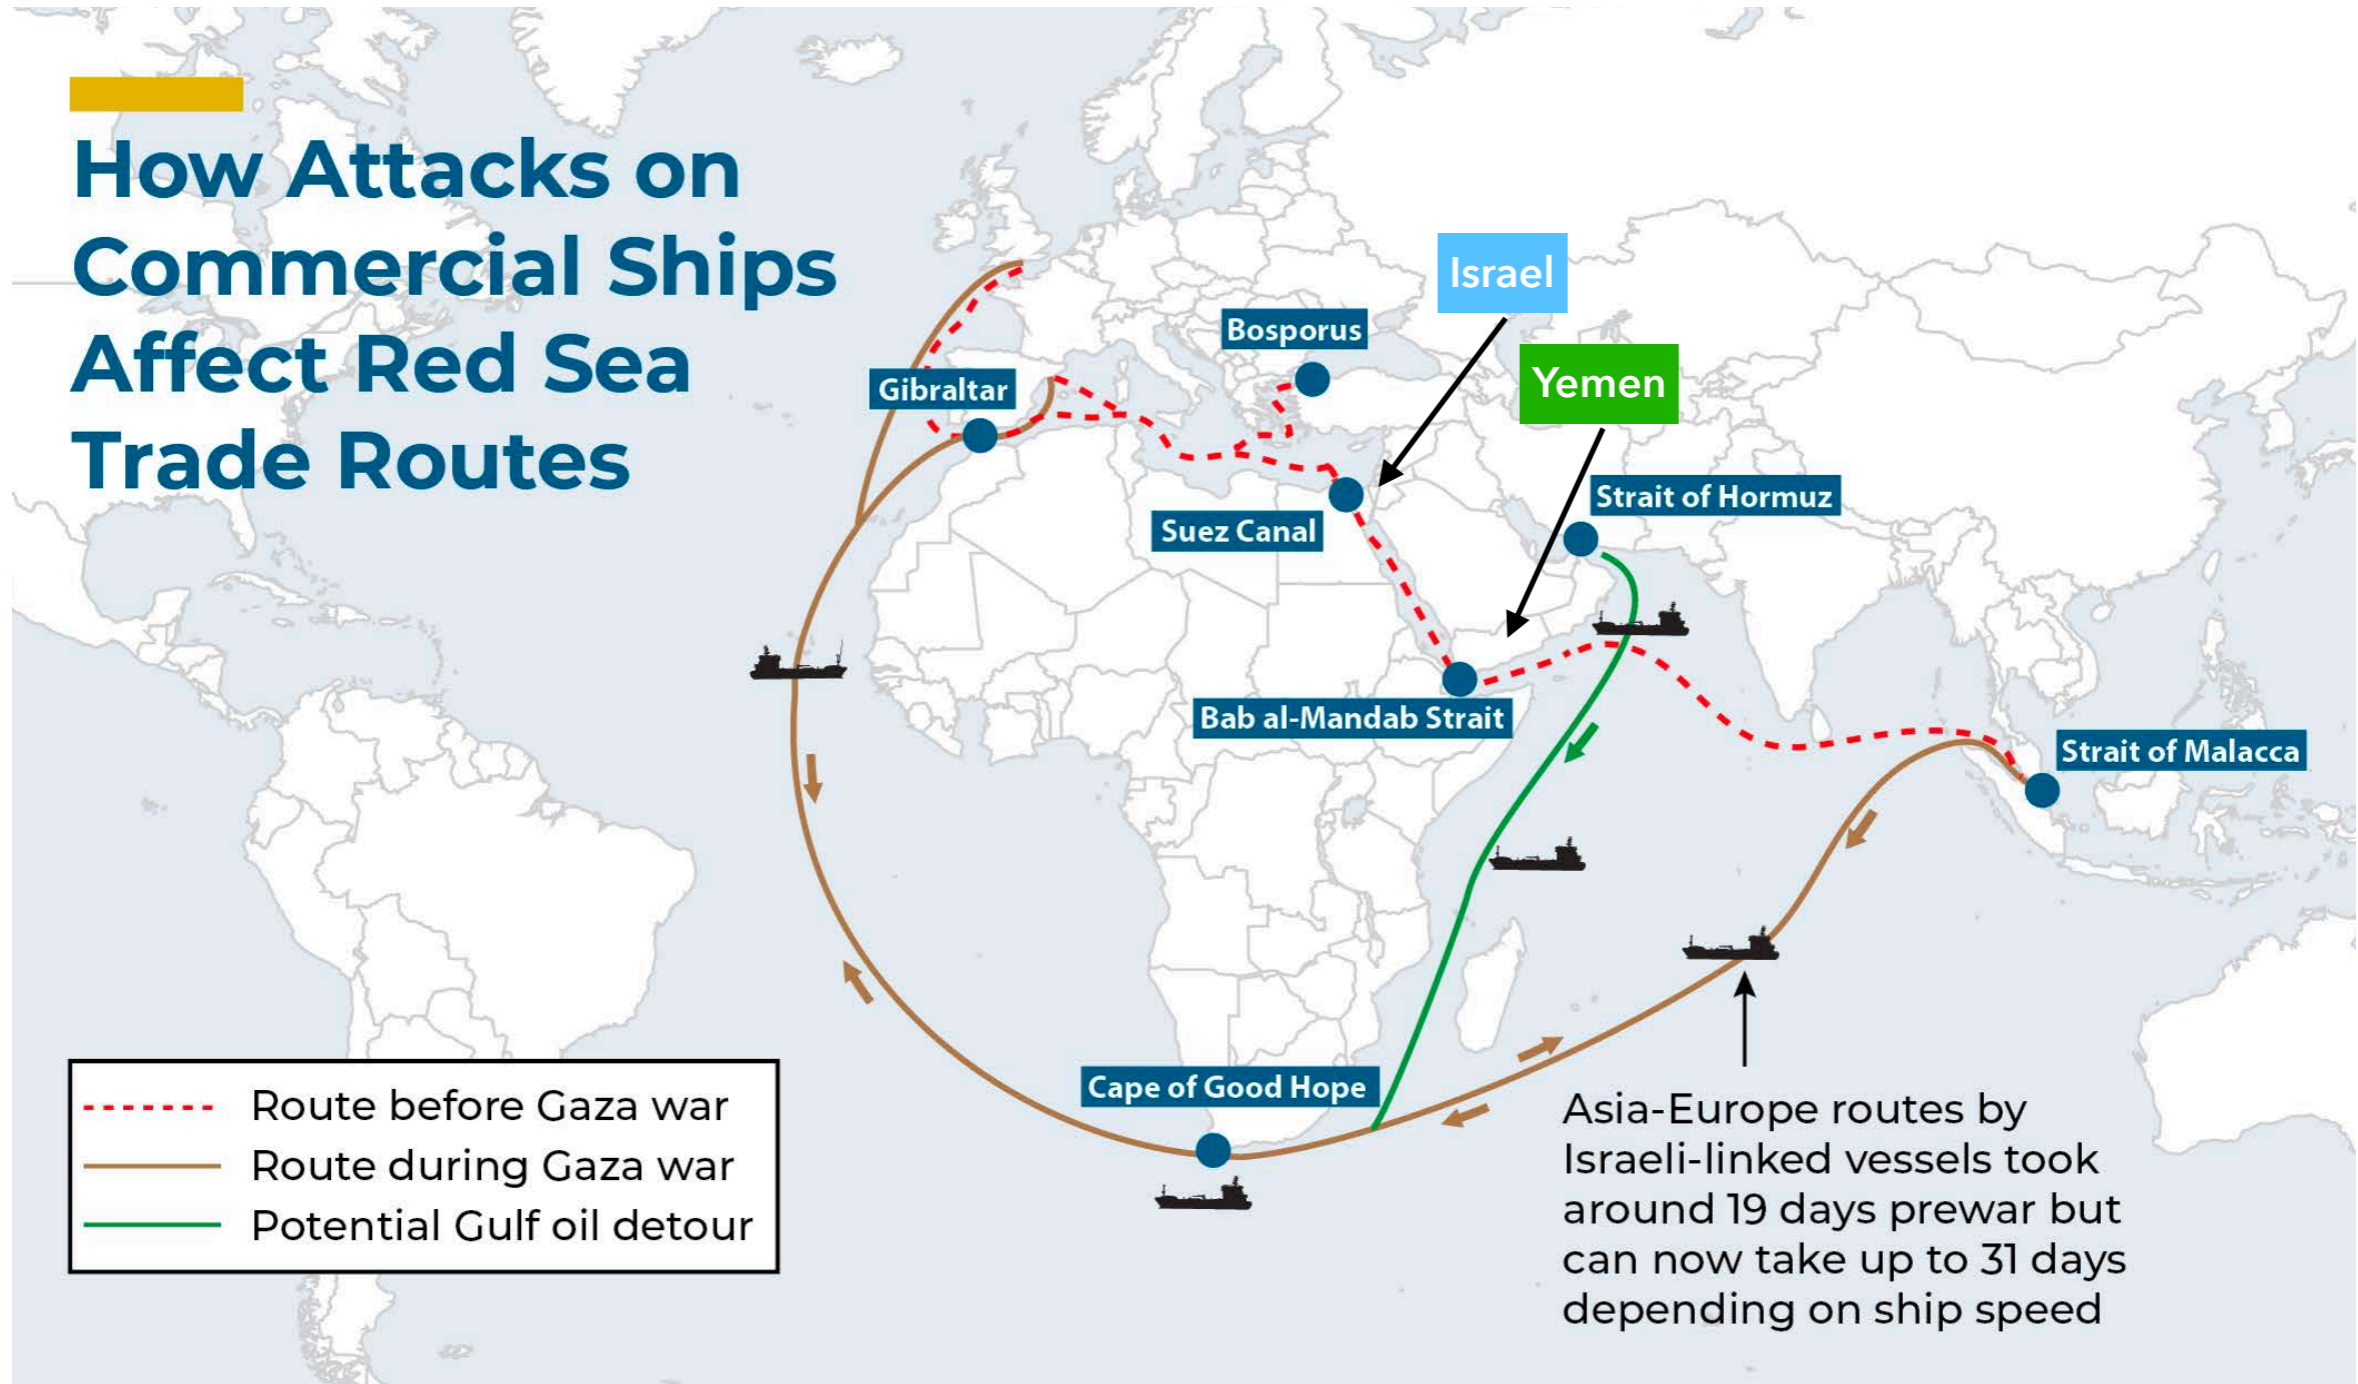 How Attacks on
Commercial Ships
Affect Red Sea
Trade Routes
Israel
Bosporus
Yemen
Gibraltar
Strait of Hormuz
Suez Canal
Bab al-Mandab Strait
Strait of Malacca
Cape of Good Hope
Route before Gaza war
Route during Gaza war
Potential Gulf oil detour
Asia-Europe routes by
Israeli-linked vessels took
around 19 days prewar but
can now take up to 31 days
depending on ship speed